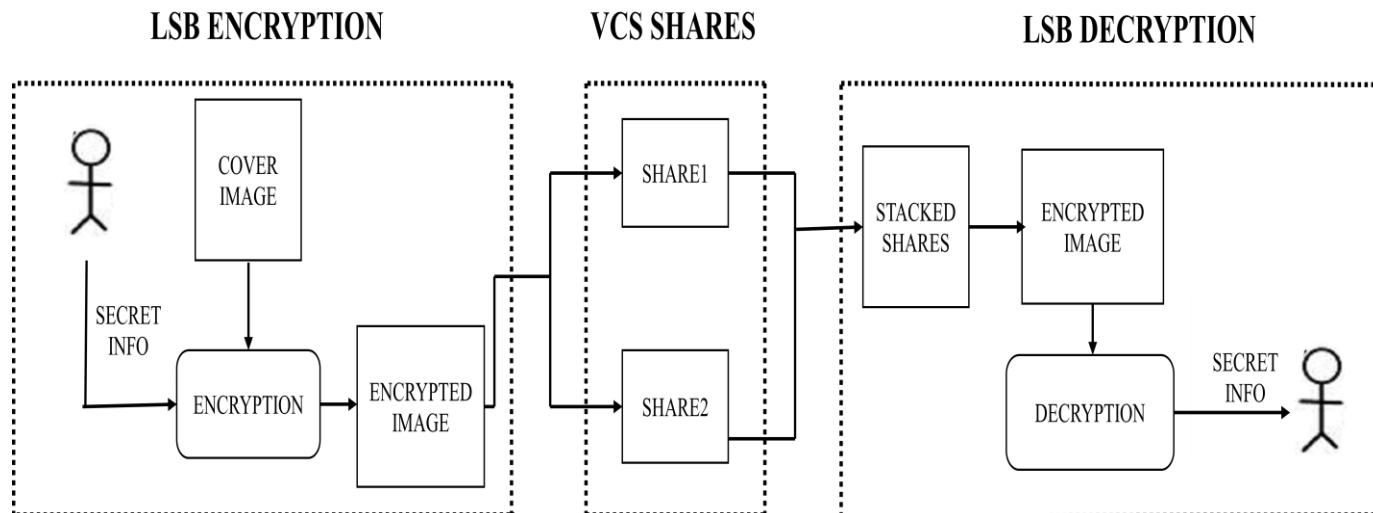 LSB ENCRYPTION
VCS SHARES
LSB DECRYPTION
COVER
IMAGE
SECRET
INFO
ENCRYPTION
ENCRYPTED
IMAGE
SHARE1
SHARE2
STACKED
SHARES
ENCRYPTED
IMAGE
DECRYPTION
SECRET
INFO